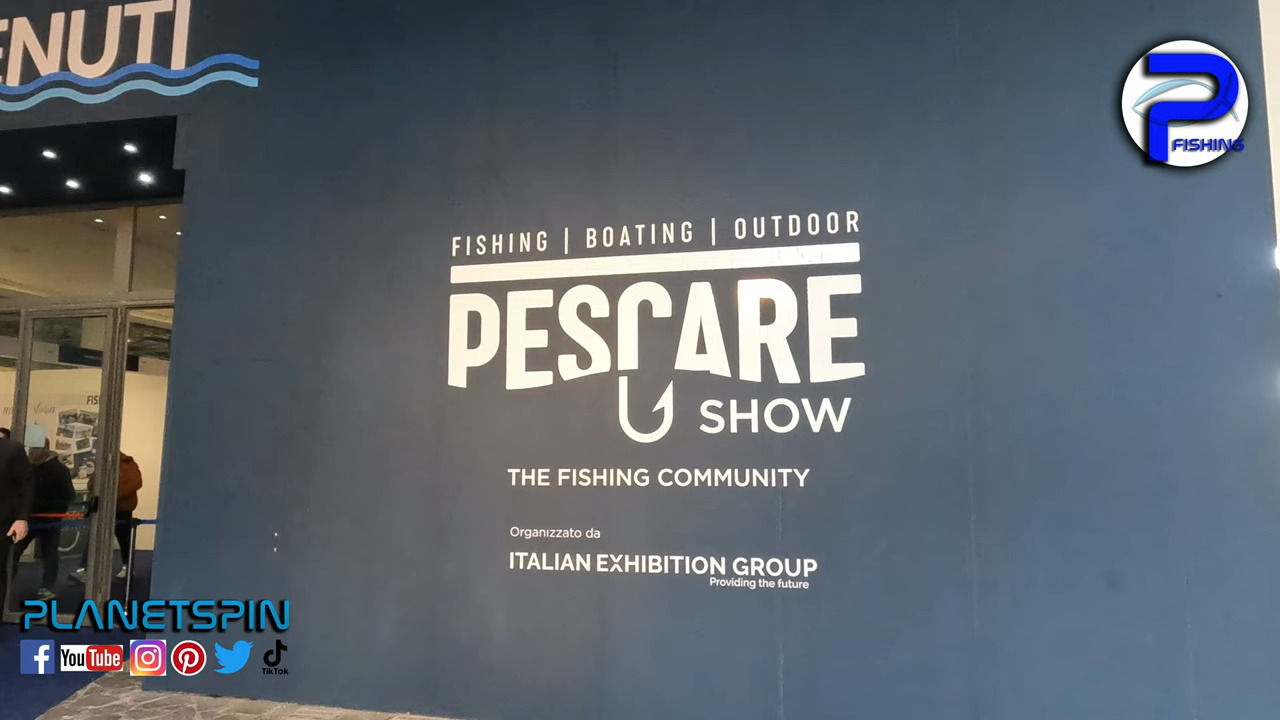 ENUTI
P
FISHING
FISHING | BOATING | OUTDOOR
PESCARE
SHOW
THE FISHING COMMUNITY
Organizzato da
ITALIAN EXHIBITION GROUP
Providing the future
FIS
PLANETSPIN
f YouTube TikTok